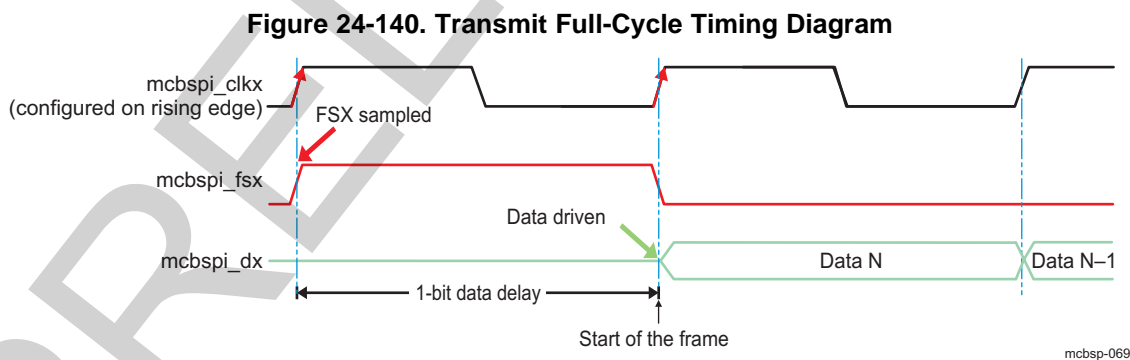 Figure 24-140. Transmit Full-Cycle Timing Diagram
mcbspi_clkx
(configured on rising edge)
FSX sampled
mcbspi_fsx
Data driven
mcbspi_dx
Data N
Data N–1
1-bit data delay
Start of the frame
mcbsp-069